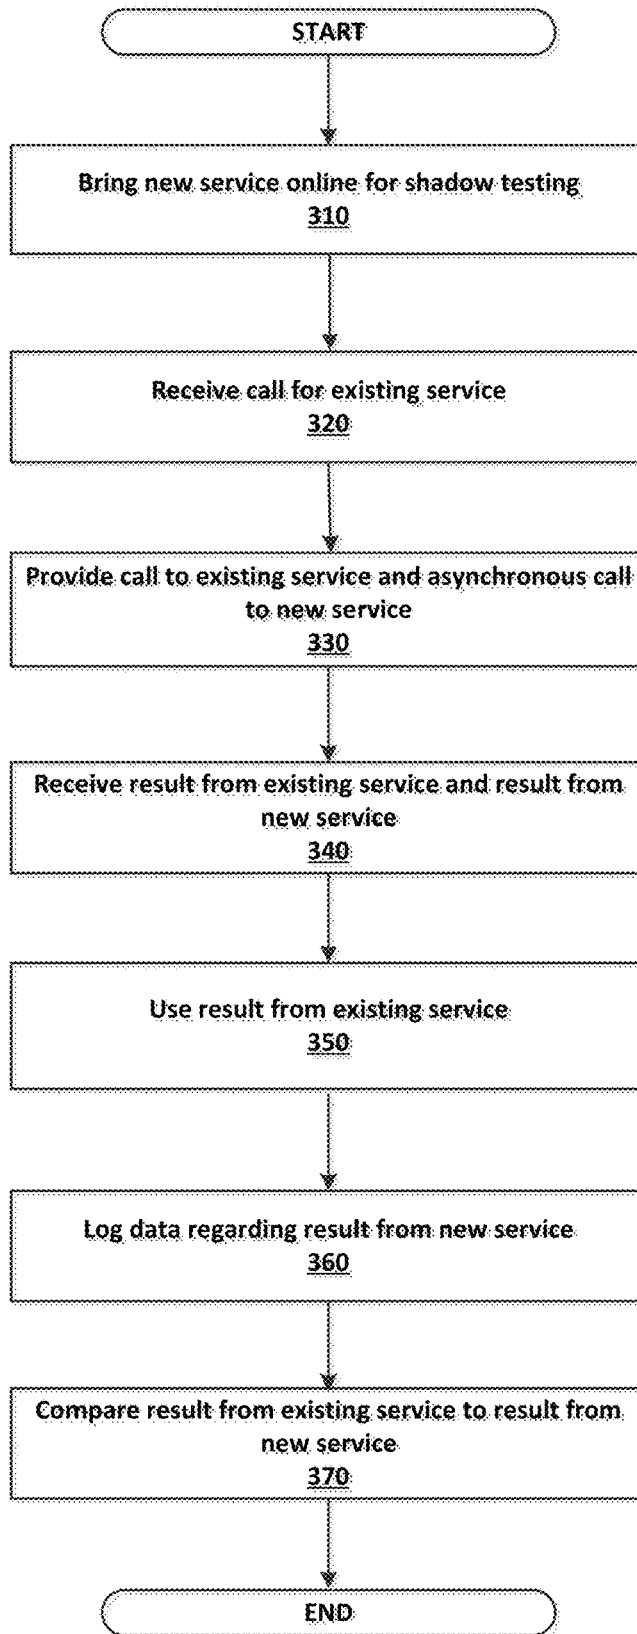 START
Bring new service online for shadow testing
310
Receive call for existing service
320
Provide call to existing service and asynchronous call
to new service
330
Receive result from existing service and result from
new service
340
Use result from existing service
350
Log data regarding result from new service
360
Compare result from existing service to result from
new service
370
END